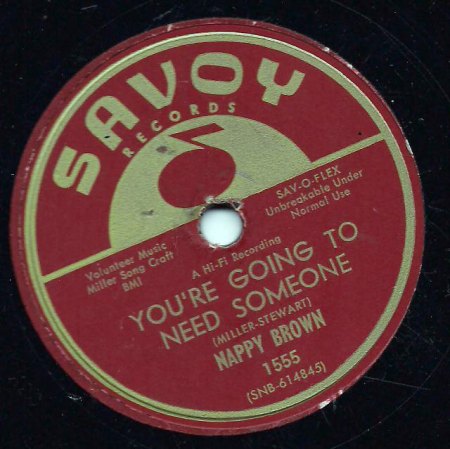 SAVOY
RECORDS
SAV-O-FLEX
Unbreakable Under
Normal Use
Volunteer Music
Miller Song Craft
BMI
A Hi-Fi Recording
YOU'RE GOING TO
NEED SOMEONE
(MILLER-STEWART)
NAPPY BROWN
1555
(SNB-614845)